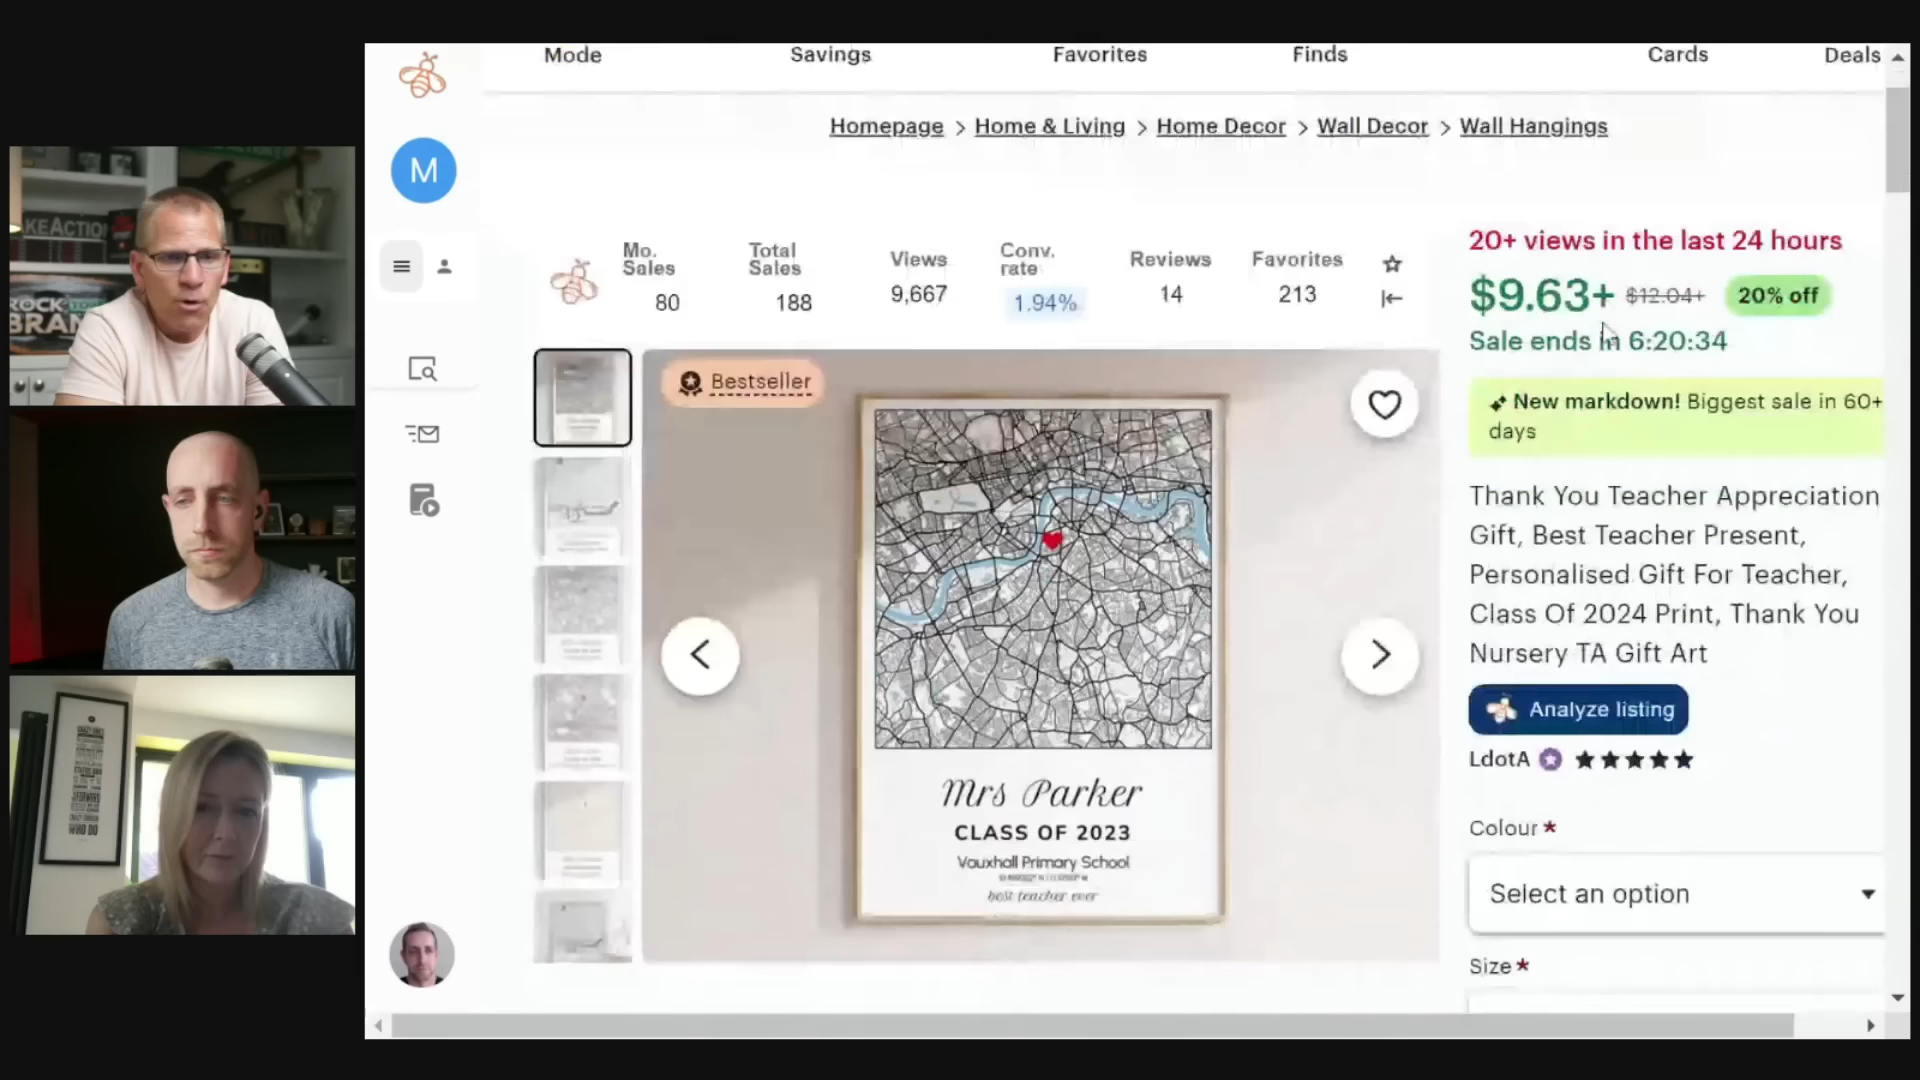 Mode
Savings
Favorites
Finds
Cards
Deals
Homepage > Home & Living > Home Decor > Wall Decor > Wall Hangings
M
Mo. Sales
80
Total Sales
188
Views
9,667
Conv. rate
1.94%
Reviews
14
Favorites
213
20+ views in the last 24 hours
$9.63+ $12.04+ 20% off
Sale ends in 6:20:34
New markdown! Biggest sale in 60+
days
Thank You Teacher Appreciation
Gift, Best Teacher Present,
Personalised Gift For Teacher,
Class Of 2024 Print, Thank You
Nursery TA Gift Art
Analyze listing
LdotA
Colour *
Select an option
Size *
Bestseller
Mrs Parker
CLASS OF 2023
Vauxhall Primary School
best teacher ever
KEACTIO
ROCK
BRAN
WHO DO